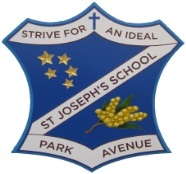 STRIVE FOR AN IDEAL
ST JOSEPH'S SCHOOL
PARK AVENUE